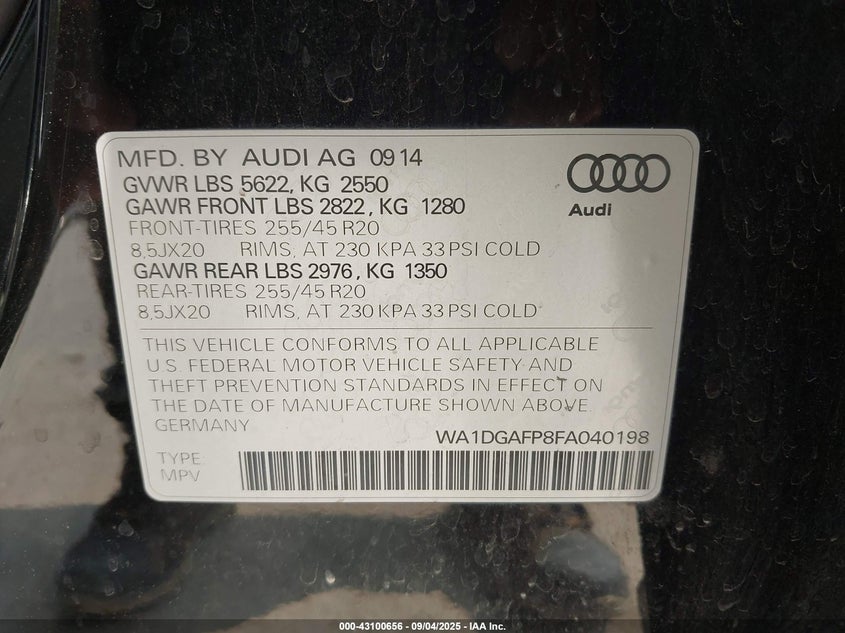 MFD. BY AUDI AG 09 14
GVWR LBS 5622, KG 2550
GAWR FRONT LBS 2822, KG 1280
FRONT-TIRES 255/45 R20
8,5JX20 RIMS, AT 230 KPA 33 PSI COLD
GAWR REAR LBS 2976, KG 1350
REAR-TIRES 255/45 R20
8,5JX20 RIMS, AT 230 KPA 33 PSI COLD
Audi
THIS VEHICLE CONFORMS TO ALL APPLICABLE
U.S. FEDERAL MOTOR VEHICLE SAFETY AND
THEFT PREVENTION STANDARDS IN EFFECT ON
THE DATE OF MANUFACTURE SHOWN ABOVE
GERMANY
WA1DGAFP8FA040198
TYPE:
MPV
000-43100656 - 09/04/2025 - IAA Inc.